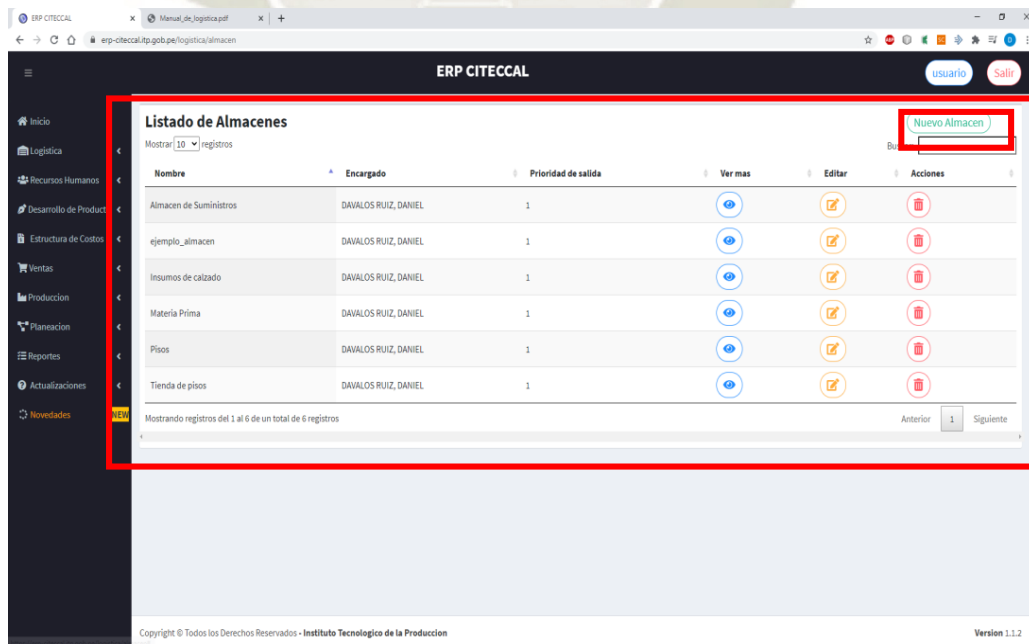 ERP CITECCAL
Manual_de_logistica.pdf
erp-citeccal.itp.gob.pe/logistica/almacen
ERP CITECCAL
usuario
Salir
Inicio
Logistica
Recursos Humanos
Desarrollo de Product
Estructura de Costos
Ventas
Produccion
Planeacion
Reportes
Actualizaciones
Novedades
NEW
Listado de Almacenes
Nuevo Almacen
Mostrar 10 registros
Nombre Encargado Prioridad de salida Ver mas Editar Acciones
Almacen de Suministros DAVALOS RUIZ, DANIEL 1
ejemplo_almacen DAVALOS RUIZ, DANIEL 1
Insumos de calzado DAVALOS RUIZ, DANIEL 1
Materia Prima DAVALOS RUIZ, DANIEL 1
Pisos DAVALOS RUIZ, DANIEL 1
Tienda de pisos DAVALOS RUIZ, DANIEL 1
Mostrando registros del 1 al 6 de un total de 6 registros
Anterior 1 Siguiente
Copyright © Todos los Derechos Reservados - Instituto Tecnologico de la Produccion
Version 1.1.2